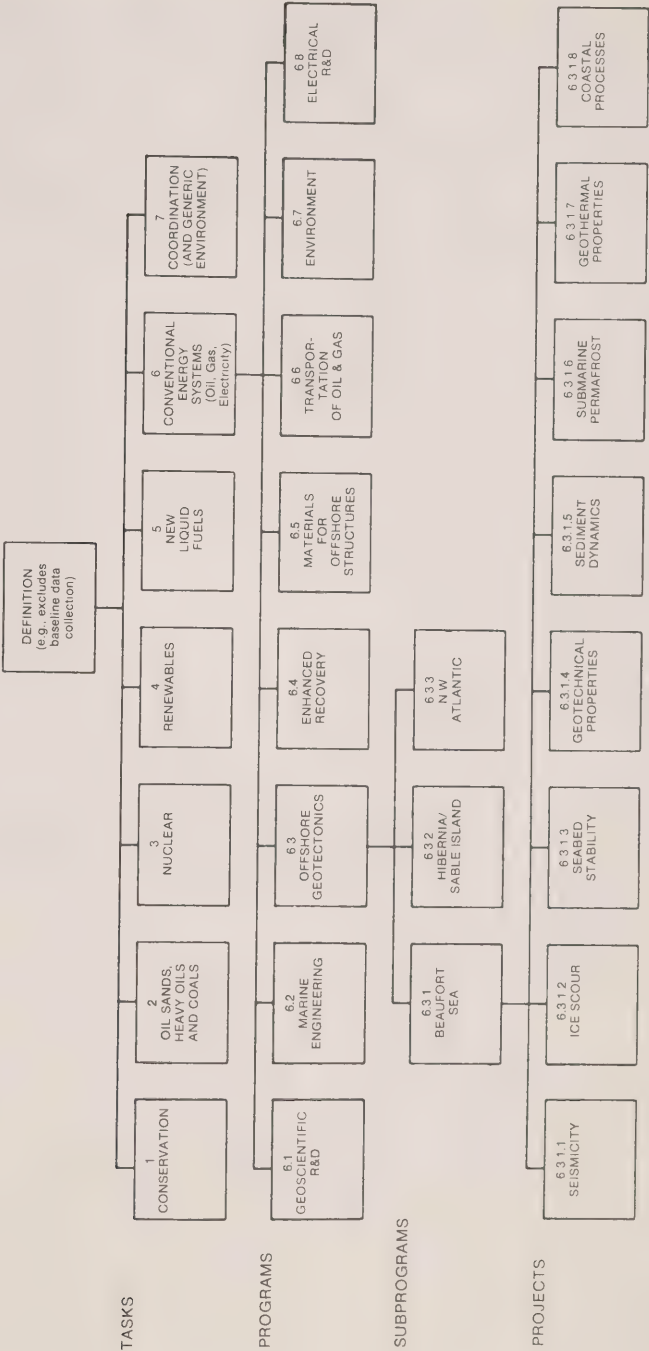 DEFINITION
(e.g., excludes
baseline data
collection)
TASKS
1
CONSERVATION
2
OIL SANDS,
HEAVY OILS
AND COALS
3
NUCLEAR
4
RENEWABLES
5
NEW
LIQUID
FUELS
6
CONVENTIONAL
ENERGY
SYSTEMS
(Oil, Gas,
Electricity)
7
COORDINATION
(AND GENERIC
ENVIRONMENT)
PROGRAMS
6.1
GEOSCIENTIFIC
R&D
6.2
MARINE
ENGINEERING
6.3
OFFSHORE
GEOTECTONICS
6.4
ENHANCED
RECOVERY
6.5
MATERIALS
FOR
OFFSHORE
STRUCTURES
6.6
TRANSPOR-
TATION
OF OIL & GAS
6.7
ENVIRONMENT
6.8
ELECTRICAL
R&D
SUBPROGRAMS
6.3.1
BEAUFORT
SEA
6.3.2
HIBERNIA/
SABLE ISLAND
6.3.3
N.W.
ATLANTIC
PROJECTS
6.3.1.1
SEISMICITY
6.3.1.2
ICE SCOUR
6.3.1.3
SEABED
STABILITY
6.3.1.4
GEOTECHNICAL
PROPERTIES
6.3.1.5
SEDIMENT
DYNAMICS
6.3.1.6
SUBMARINE
PERMAFROST
6.3.1.7
GEOTHERMAL
PROPERTIES
6.3.1.8
COASTAL
PROCESSES